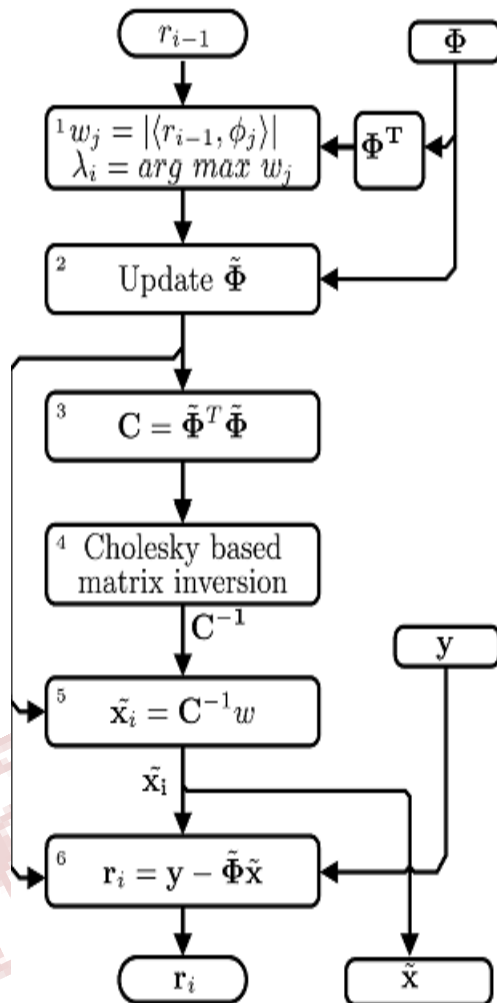 r_{i−1}
Φ
1 w_j = |⟨r_{i−1}, ϕ_j⟩|
λ_i = arg max w_j
Φ^T
2 Update Φ̃
3 C = Φ̃^T Φ̃
4 Cholesky based
matrix inversion
C^{−1}
y
5 x̃_i = C^{−1}w
x̃_i
6 r_i = y − Φ̃x̃
r_i
x̃